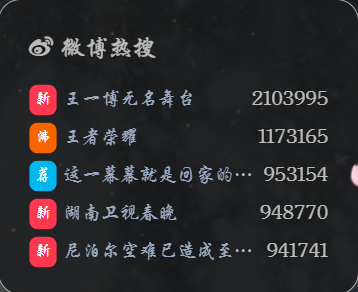 微博热搜
新 王一博无名舞台 2103995
沸 王者荣耀 1173165
荐 这一幕幕就是回家的… 953154
新 湖南卫视春晚 948770
新 尼泊尔空难已造成至… 941741